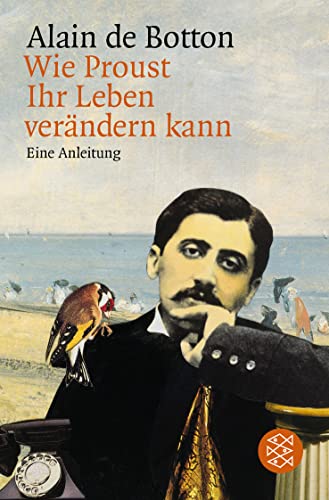 Alain de Botton
Wie Proust
Ihr Leben
verändern kann
Eine Anleitung